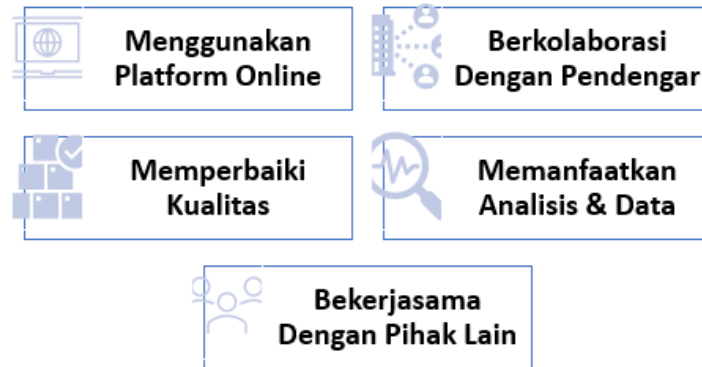 Menggunakan
Platform Online
Berkolaborasi
Dengan Pendengar
Memperbaiki
Kualitas
Memanfaatkan
Analisis & Data
Bekerjasama
Dengan Pihak Lain